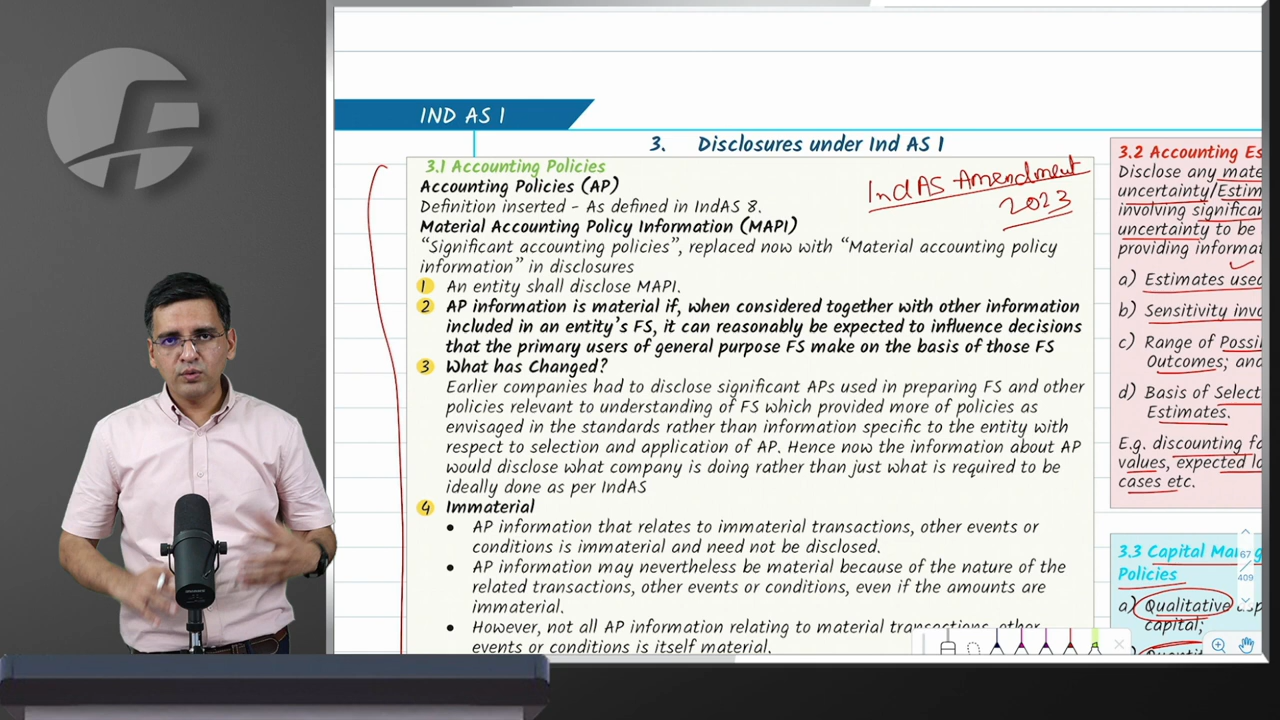 IND AS 1
3. Disclosures under Ind AS 1
3.1 Accounting Policies
IndAS Amendment
2023
Accounting Policies (AP)
Definition inserted - As defined in IndAS 8.
Material Accounting Policy Information (MAPI)
“Significant accounting policies”, replaced now with “Material accounting policy
information” in disclosures
1 An entity shall disclose MAPI.
2 AP information is material if, when considered together with other information
included in an entity’s FS, it can reasonably be expected to influence decisions
that the primary users of general purpose FS make on the basis of those FS
3 What has Changed?
Earlier companies had to disclose significant APs used in preparing FS and other
policies relevant to understanding of FS which provided more of policies as
envisaged in the standards rather than information specific to the entity with
respect to selection and application of AP. Hence now the information about AP
would disclose what company is doing rather than just what is required to be
ideally done as per IndAS
4 Immaterial
• AP information that relates to immaterial transactions, other events or
conditions is immaterial and need not be disclosed.
• AP information may nevertheless be material because of the nature of the
related transactions, other events or conditions, even if the amounts are
immaterial.
• However, not all AP information relating to material transactions, other
events or conditions is itself material.
3.2 Accounting Es
Disclose any mate
uncertainty/Estim
involving significan
uncertainty to be
providing informat
a) Estimates used
b) Sensitivity invo
c) Range of Possi
Outcomes; and
d) Basis of Select
Estimates.
E.g. discounting fa
values, expected lo
cases etc.
3.3 Capital Man
Policies
a) Qualitative
capital;
67
409